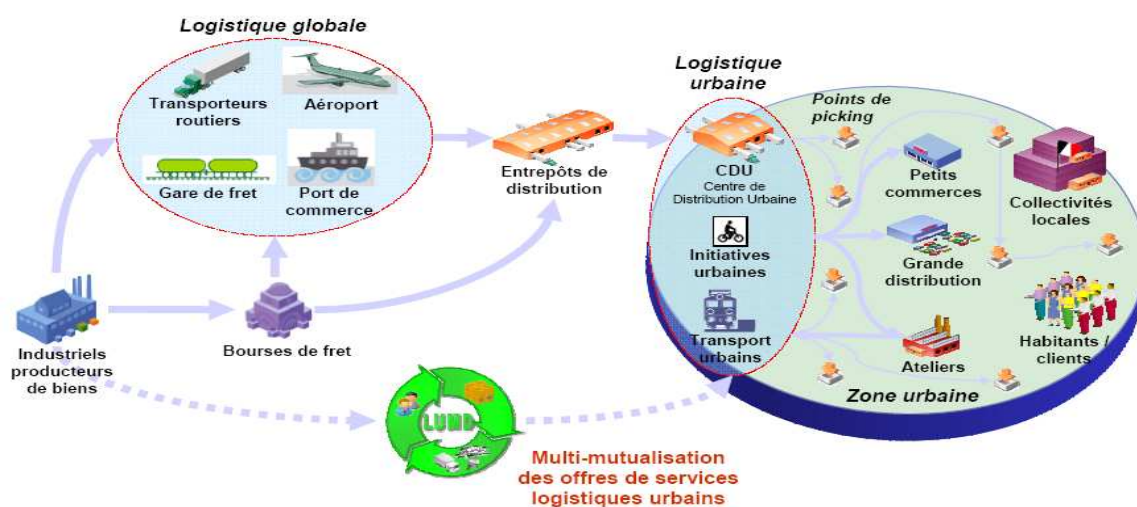 Logistique globale
Transporteurs
routiers
Aéroport
Gare de fret
Port de
commerce
Entrepôts de
distribution
Logistique
urbaine
CDU
Centre de
Distribution Urbaine
Initiatives
urbaines
Transport
urbains
Points de
picking
Petits
commerces
Collectivités
locales
Grande
distribution
Ateliers
Habitants /
clients
Zone urbaine
Industriels
producteurs
de biens
Bourses de fret
LUMD
Multi-mutualisation
des offres de services
logistiques urbains